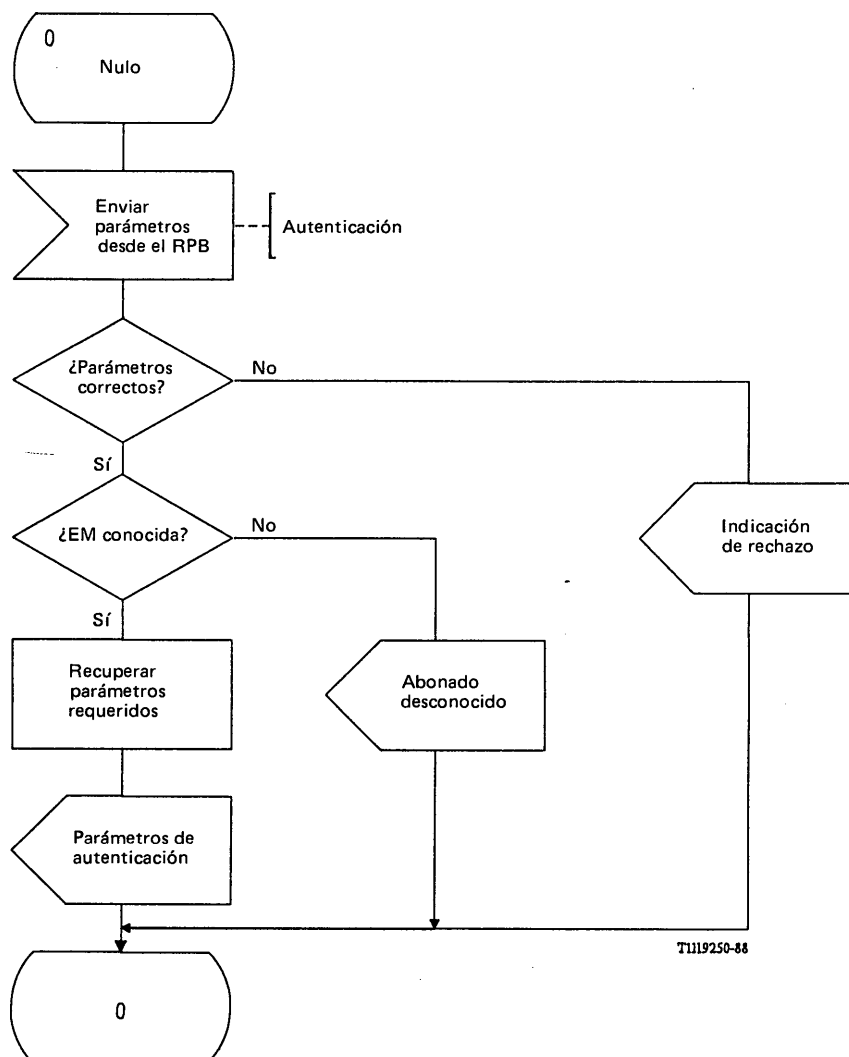 0
Nulo
Enviar
parámetros
desde el RPB
Autenticación
¿Parámetros
correctos?
No
Sí
¿EM conocida?
No
Indicación
de rechazo
Sí
Recuperar
parámetros
requeridos
Abonado
desconocido
Parámetros de
autenticación
T1119250-88
0